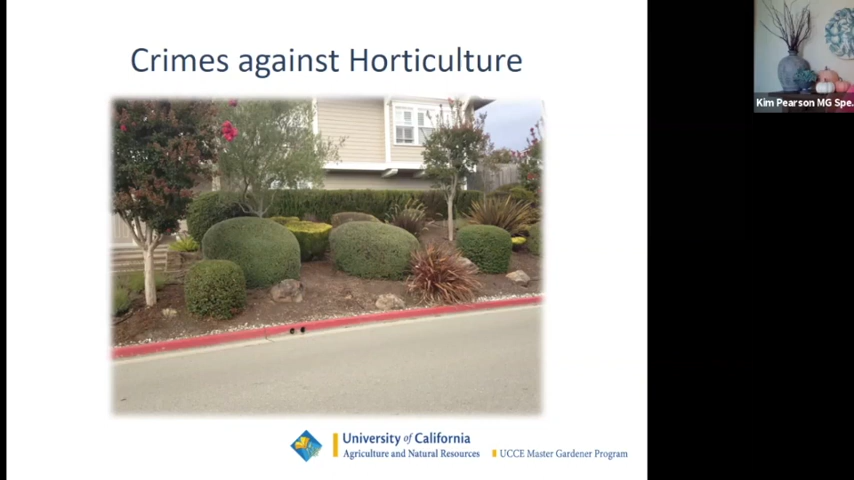 Crimes against Horticulture
Kim Pearson MG Spe...
University of California
Agriculture and Natural Resources
UCCE Master Gardener Program